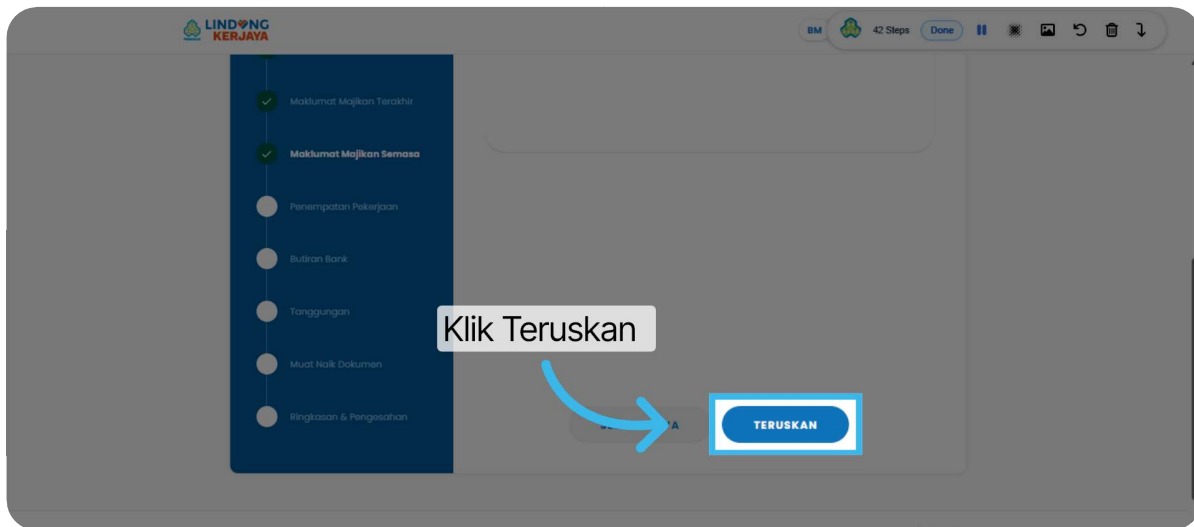 LINDUNG
KERJAYA
BM
42 Steps
Done
Maklumat Majikan Terakhir
Maklumat Majikan Semasa
Penempatan Pekerjaan
Butiran Bank
Tanggungan
Klik Teruskan
Muat Naik Dokumen
Ringkasan & Pengesahan
TERUSKAN